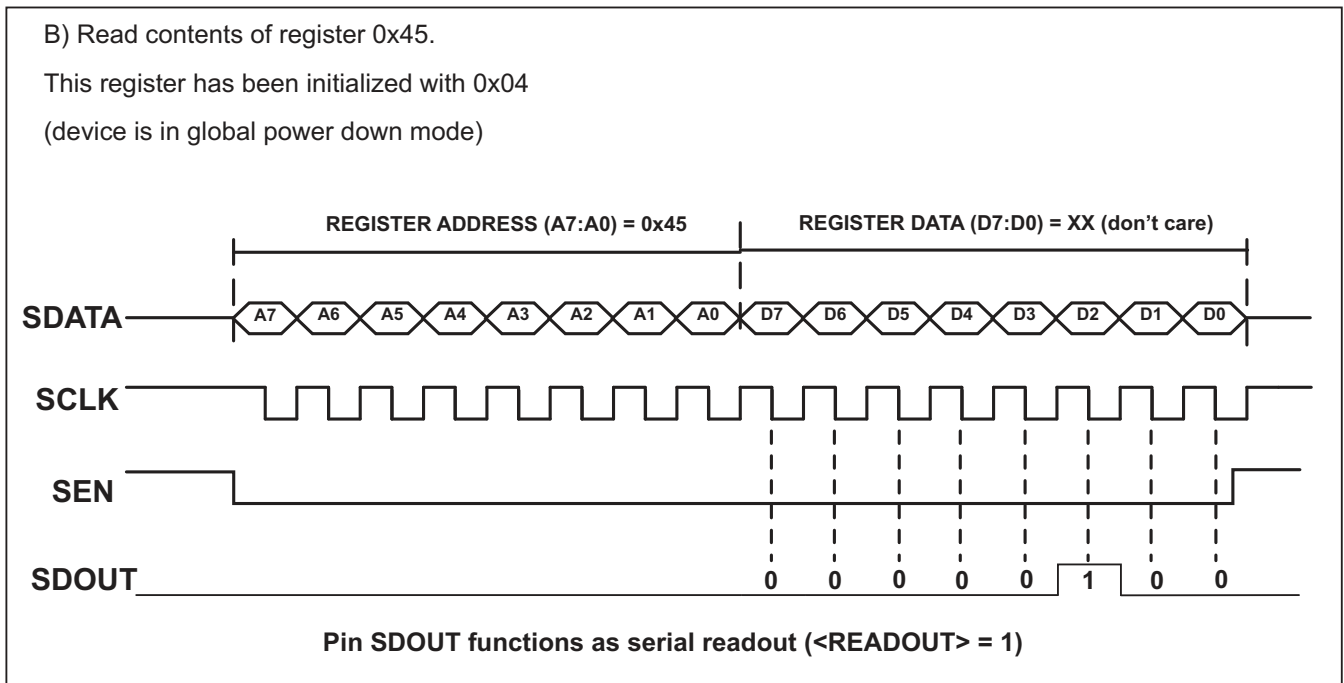 B) Read contents of register 0x45.
This register has been initialized with 0x04
(device is in global power down mode)
REGISTER ADDRESS (A7:A0) = 0x45 REGISTER DATA (D7:D0) = XX (don’t care)
SDATA A7 A6 A5 A4 A3 A2 A1 A0 D7 D6 D5 D4 D3 D2 D1 D0
SCLK
SEN
SDOUT 0 0 0 0 0 1 0 0
Pin SDOUT functions as serial readout (<READOUT> = 1)